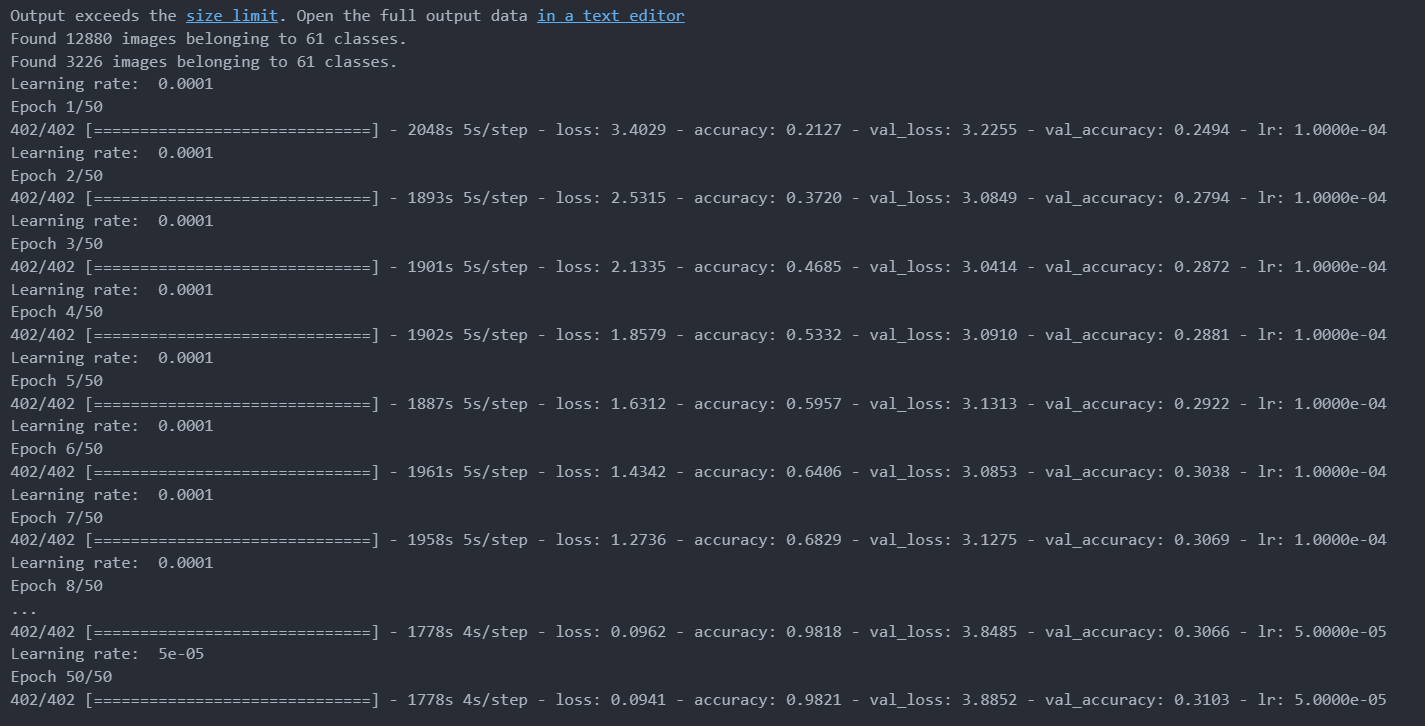 Output exceeds the size limit. Open the full output data in a text editor
Found 12880 images belonging to 61 classes.
Found 3226 images belonging to 61 classes.
Learning rate:  0.0001
Epoch 1/50
402/402 [==============================] - 2048s 5s/step - loss: 3.4029 - accuracy: 0.2127 - val_loss: 3.2255 - val_accuracy: 0.2494 - lr: 1.0000e-04
Learning rate:  0.0001
Epoch 2/50
402/402 [==============================] - 1893s 5s/step - loss: 2.5315 - accuracy: 0.3720 - val_loss: 3.0849 - val_accuracy: 0.2794 - lr: 1.0000e-04
Learning rate:  0.0001
Epoch 3/50
402/402 [==============================] - 1901s 5s/step - loss: 2.1335 - accuracy: 0.4685 - val_loss: 3.0414 - val_accuracy: 0.2872 - lr: 1.0000e-04
Learning rate:  0.0001
Epoch 4/50
402/402 [==============================] - 1902s 5s/step - loss: 1.8579 - accuracy: 0.5332 - val_loss: 3.0910 - val_accuracy: 0.2881 - lr: 1.0000e-04
Learning rate:  0.0001
Epoch 5/50
402/402 [==============================] - 1887s 5s/step - loss: 1.6312 - accuracy: 0.5957 - val_loss: 3.1313 - val_accuracy: 0.2922 - lr: 1.0000e-04
Learning rate:  0.0001
Epoch 6/50
402/402 [==============================] - 1961s 5s/step - loss: 1.4342 - accuracy: 0.6406 - val_loss: 3.0853 - val_accuracy: 0.3038 - lr: 1.0000e-04
Learning rate:  0.0001
Epoch 7/50
402/402 [==============================] - 1958s 5s/step - loss: 1.2736 - accuracy: 0.6829 - val_loss: 3.1275 - val_accuracy: 0.3069 - lr: 1.0000e-04
Learning rate:  0.0001
Epoch 8/50
...
402/402 [==============================] - 1778s 4s/step - loss: 0.0962 - accuracy: 0.9818 - val_loss: 3.8485 - val_accuracy: 0.3066 - lr: 5.0000e-05
Learning rate:  5e-05
Epoch 50/50
402/402 [==============================] - 1778s 4s/step - loss: 0.0941 - accuracy: 0.9821 - val_loss: 3.8852 - val_accuracy: 0.3103 - lr: 5.0000e-05